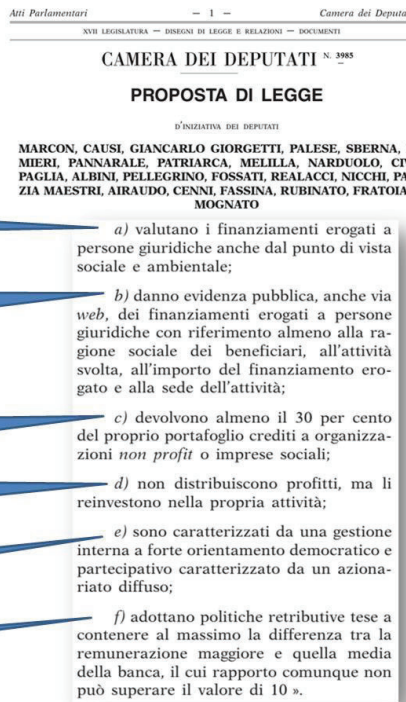 Atti Parlamentari — 1 — Camera dei Deputa
XVII LEGISLATURA — DISEGNI DI LEGGE E RELAZIONI — DOCUMENTI
CAMERA DEI DEPUTATI N. 3985
PROPOSTA DI LEGGE
D'INIZIATIVA DEI DEPUTATI
MARCON, CAUSI, GIANCARLO GIORGETTI, PALESE, SBERNA,
MIERI, PANNARALE, PATRIARCA, MELILLA, NARDUOLO, CI
PAGLIA, ALBINI, PELLEGRINO, FOSSATI, REALACCI, NICCHI, PA
ZIA MAESTRI, AIRAUDO, CENNI, FASSINA, RUBINATO, FRATOIA
MOGNATO
a) valutano i finanziamenti erogati a
persone giuridiche anche dal punto di vista
sociale e ambientale;
b) danno evidenza pubblica, anche via
web, dei finanziamenti erogati a persone
giuridiche con riferimento almeno alla ra-
gione sociale dei beneficiari, all'attività
svolta, all'importo del finanziamento ero-
gato e alla sede dell'attività;
c) devolvono almeno il 30 per cento
del proprio portafoglio crediti a organizza-
zioni non profit o imprese sociali;
d) non distribuiscono profitti, ma li
reinvestono nella propria attività;
e) sono caratterizzati da una gestione
interna a forte orientamento democratico e
partecipativo caratterizzato da un aziona-
riato diffuso;
f) adottano politiche retributive tese a
contenere al massimo la differenza tra la
remunerazione maggiore e quella media
della banca, il cui rapporto comunque non
può superare il valore di 10 ».